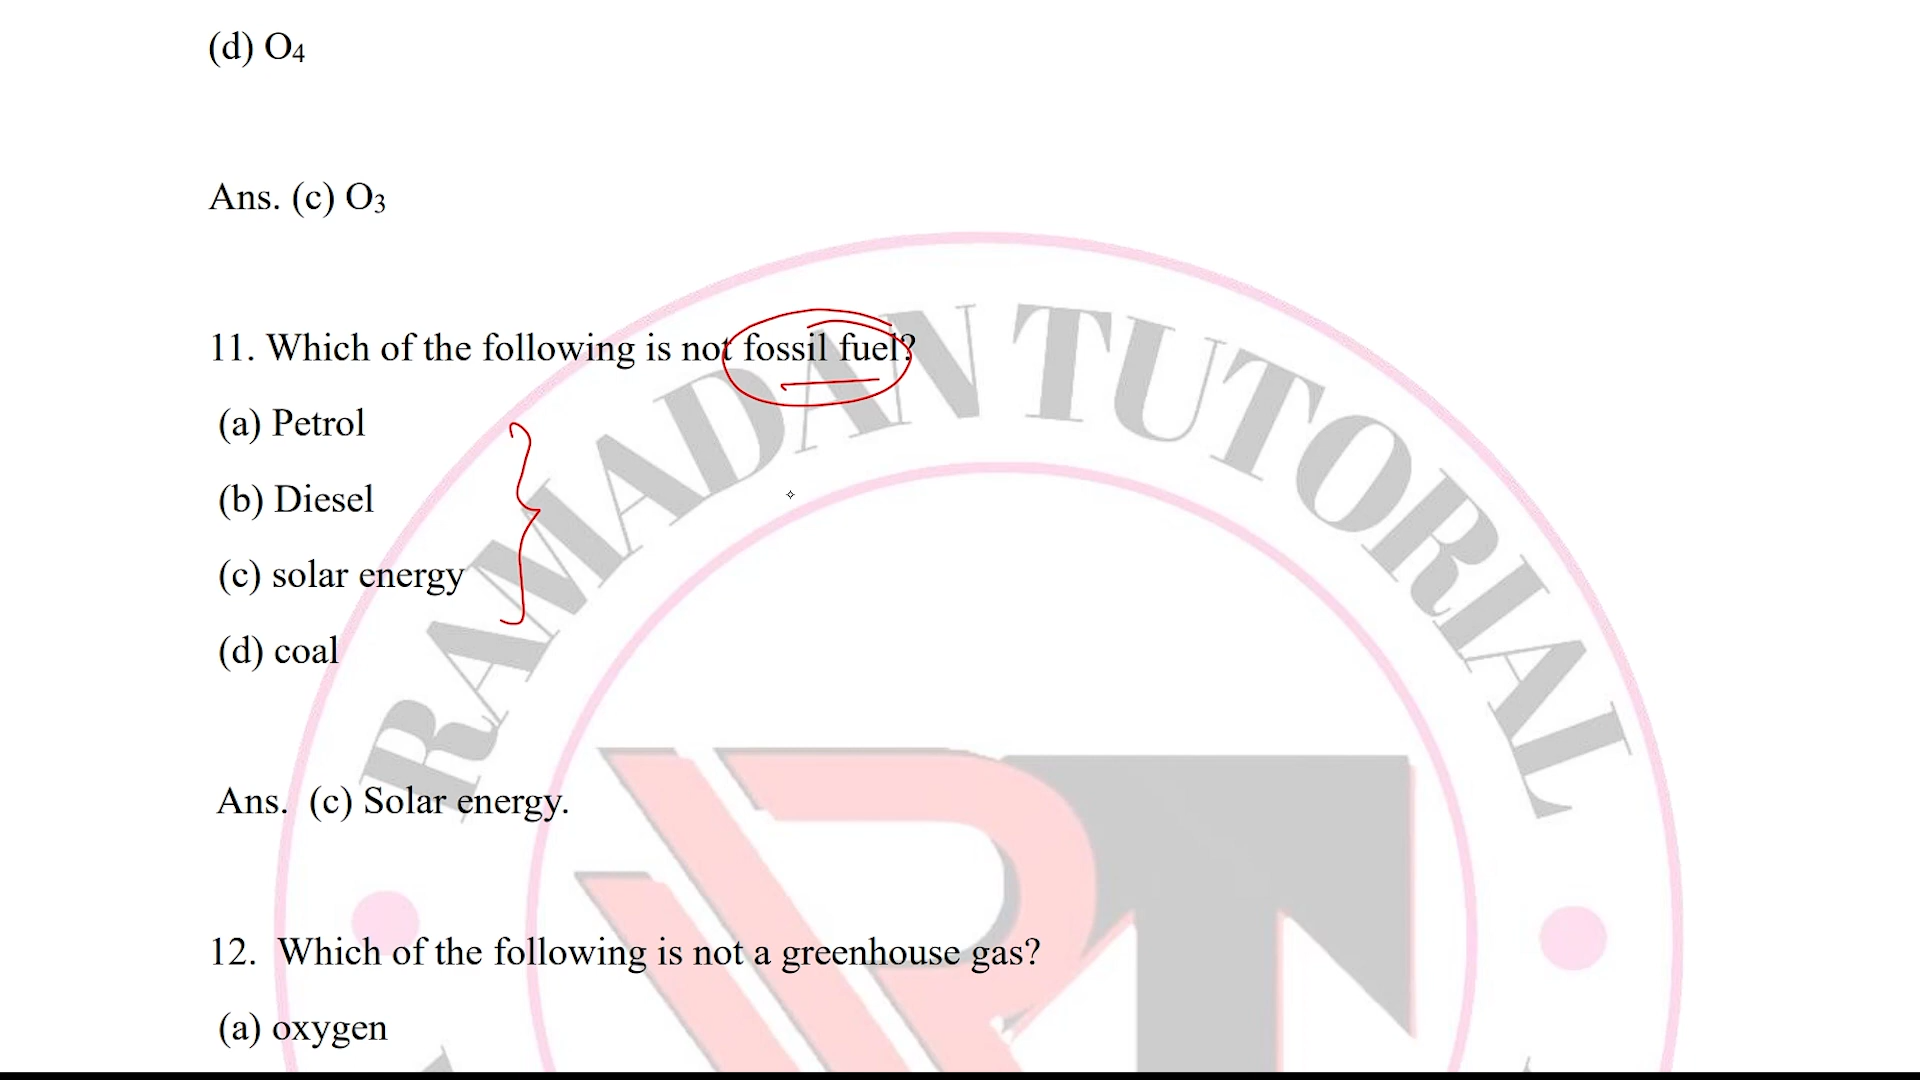 (d) O₄
Ans. (c) O₃
11. Which of the following is not fossil fuel?
(a) Petrol
(b) Diesel
(c) solar energy
(d) coal
Ans. (c) Solar energy.
12. Which of the following is not a greenhouse gas?
(a) oxygen
RAMADAN TUTORIAL
RT